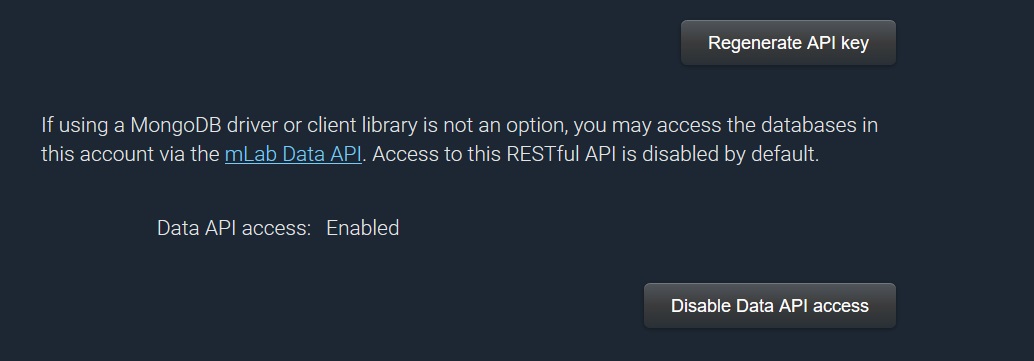 Regenerate API key
If using a MongoDB driver or client library is not an option, you may access the databases in
this account via the mLab Data API. Access to this RESTful API is disabled by default.
Data API access: Enabled
Disable Data API access